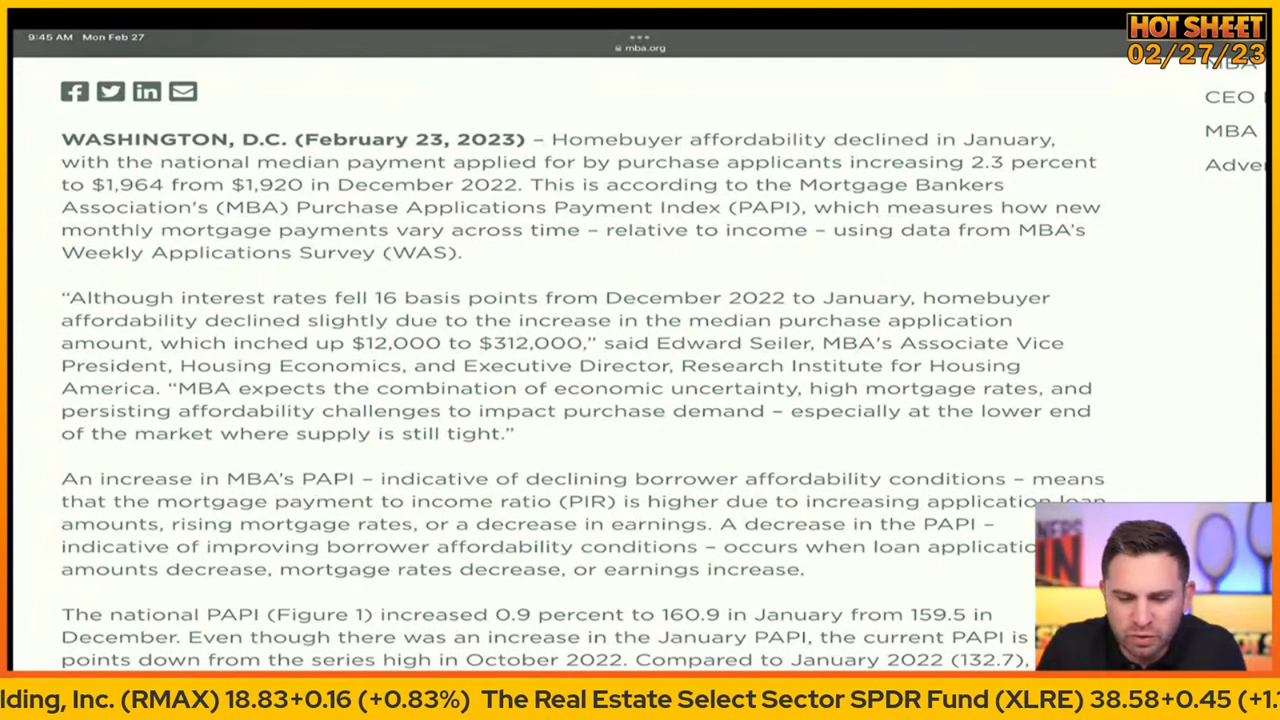 9:45 AM Mon Feb 27
mba.org
HOT SHEET
02/27/23
MBA
CEO
MBA
WASHINGTON, D.C. (February 23, 2023) – Homebuyer affordability declined in January,
with the national median payment applied for by purchase applicants increasing 2.3 percent
to $1,964 from $1,920 in December 2022. This is according to the Mortgage Bankers
Association's (MBA) Purchase Applications Payment Index (PAPI), which measures how new
monthly mortgage payments vary across time – relative to income – using data from MBA's
Weekly Applications Survey (WAS).
“Although interest rates fell 16 basis points from December 2022 to January, homebuyer
affordability declined slightly due to the increase in the median purchase application
amount, which inched up $12,000 to $312,000,” said Edward Seiler, MBA's Associate Vice
President, Housing Economics, and Executive Director, Research Institute for Housing
America. “MBA expects the combination of economic uncertainty, high mortgage rates, and
persisting affordability challenges to impact purchase demand – especially at the lower end
of the market where supply is still tight.”
An increase in MBA's PAPI – indicative of declining borrower affordability conditions – means
that the mortgage payment to income ratio (PIR) is higher due to increasing application loan
amounts, rising mortgage rates, or a decrease in earnings. A decrease in the PAPI –
indicative of improving borrower affordability conditions – occurs when loan applicatio
amounts decrease, mortgage rates decrease, or earnings increase.
The national PAPI (Figure 1) increased 0.9 percent to 160.9 in January from 159.5 in
December. Even though there was an increase in the January PAPI, the current PAPI is
points down from the series high in October 2022. Compared to January 2022 (132.7),
lding, Inc. (RMAX) 18.83+0.16 (+0.83%) The Real Estate Select Sector SPDR Fund (XLRE) 38.58+0.45 (+1.